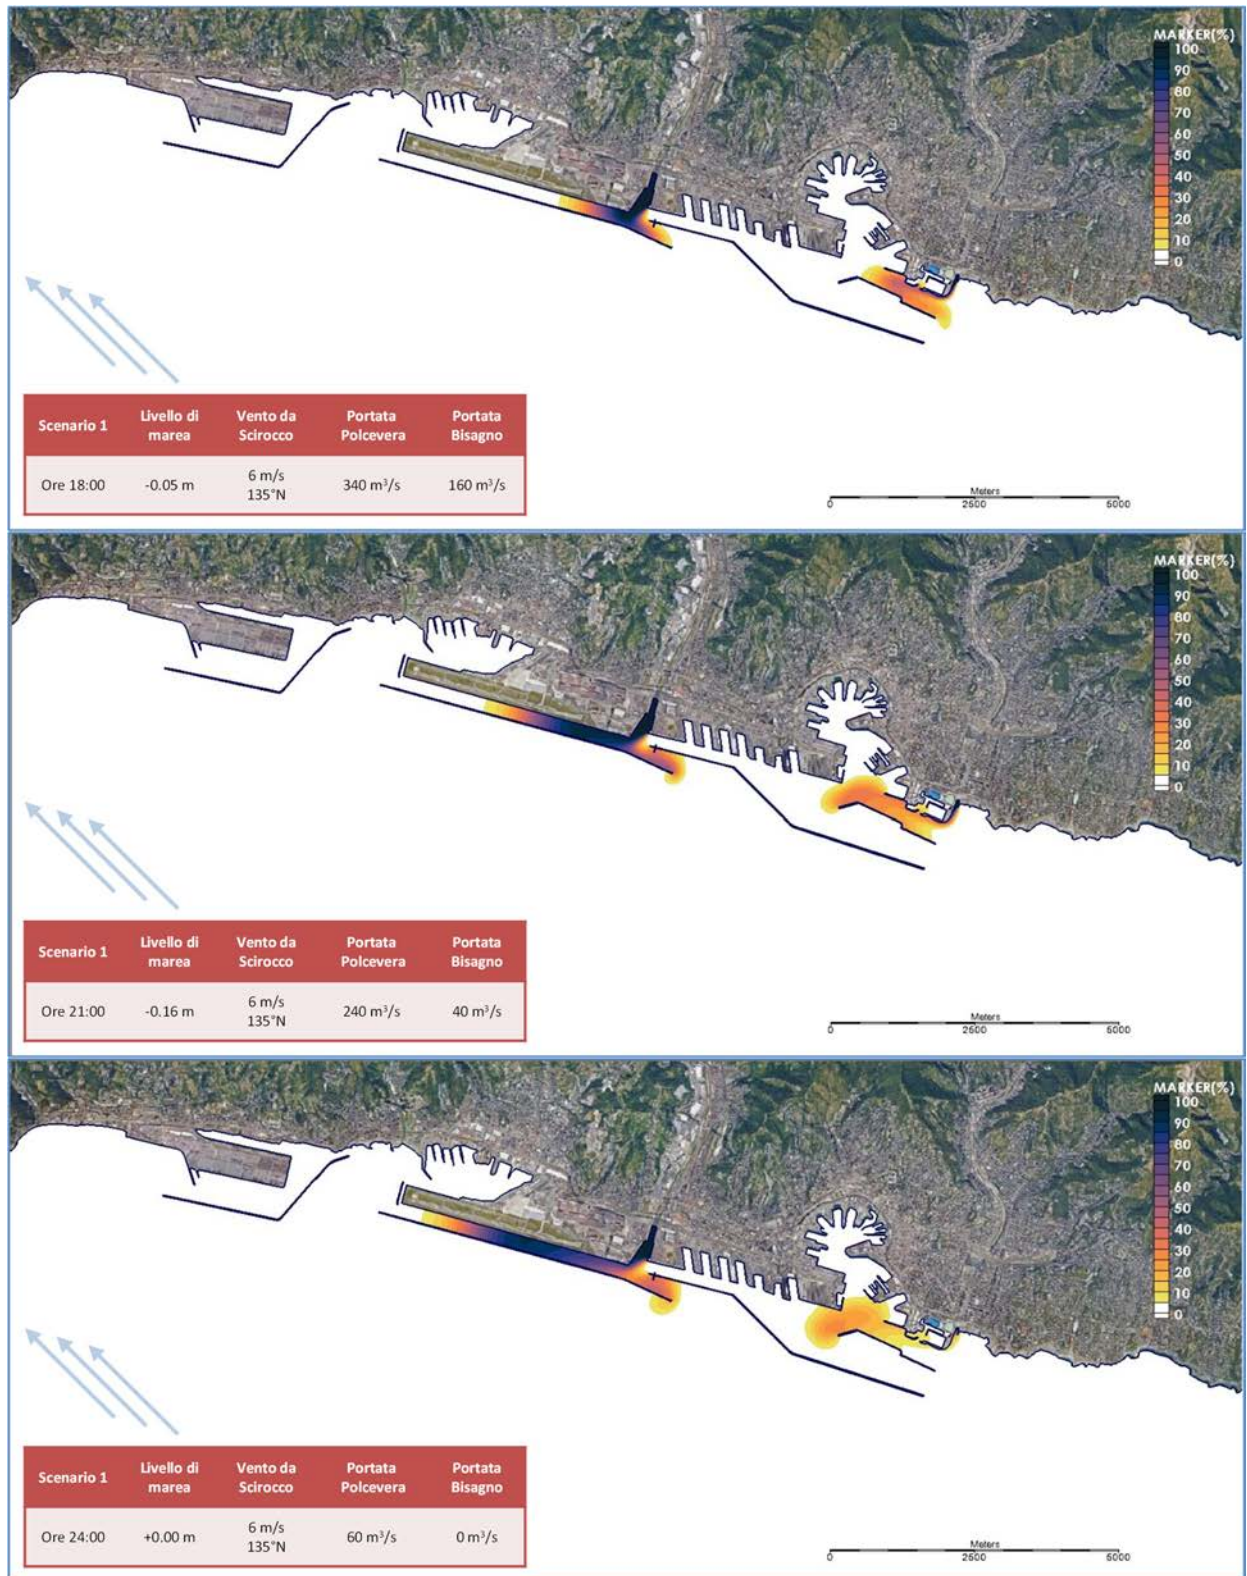 MARKER(%)
100
90
80
70
60
50
40
30
20
10
0
Scenario 1 Livello di marea Vento da Scirocco Portata Polcevera Portata Bisagno
Ore 18:00 -0.05 m 6 m/s 135°N 340 m³/s 160 m³/s
Meters
0 2500 5000
MARKER(%)
100
90
80
70
60
50
40
30
20
10
0
Scenario 1 Livello di marea Vento da Scirocco Portata Polcevera Portata Bisagno
Ore 21:00 -0.16 m 6 m/s 135°N 240 m³/s 40 m³/s
Meters
0 2500 5000
MARKER(%)
100
90
80
70
60
50
40
30
20
10
0
Scenario 1 Livello di marea Vento da Scirocco Portata Polcevera Portata Bisagno
Ore 24:00 +0.00 m 6 m/s 135°N 60 m³/s 0 m³/s
Meters
0 2500 5000